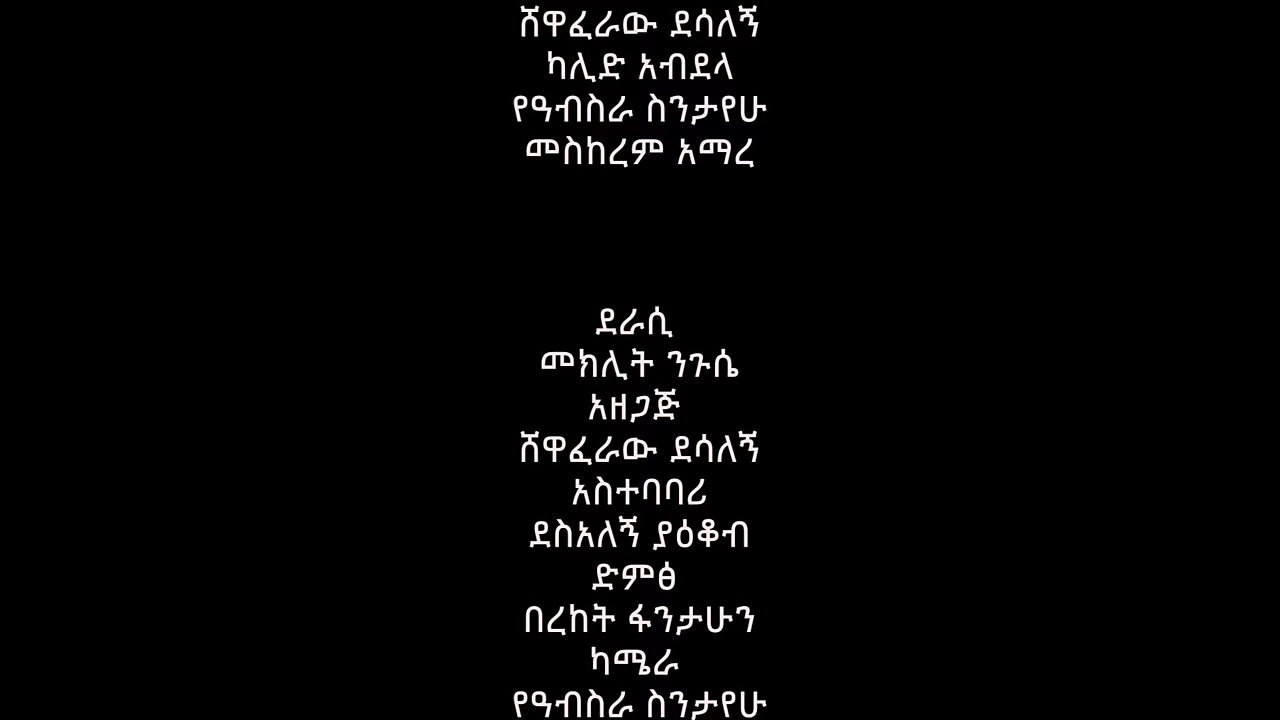 ሸዋፈራው ደሳለኝ
ካሊድ አብደላ
የዓብስራ ስንታየሁ
መስከረም አማረ
ደራሲ
መክሊት ንጉሴ
አዘጋጅ
ሸዋፈራው ደሳለኝ
አስተባባሪ
ደስአለኝ ያዕቆብ
ድምፅ
በረከት ፋንታሁን
ካሜራ
የዓብስራ ስንታየሁ